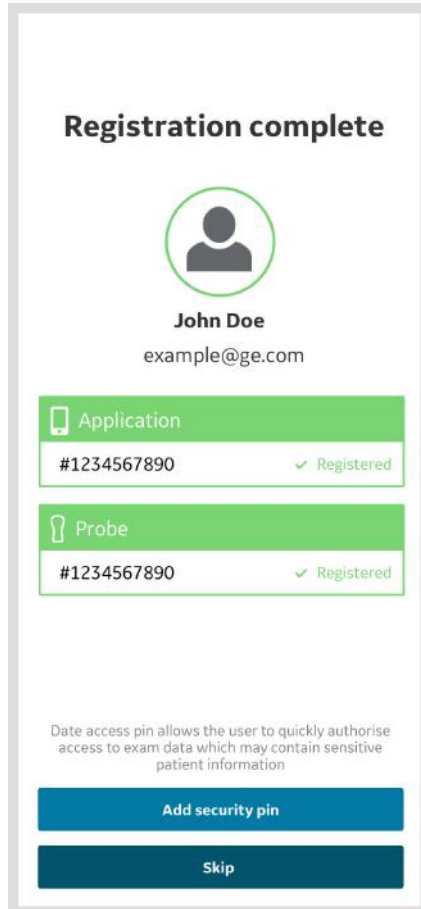 Registration complete
John Doe
example@ge.com
Application
#1234567890 ✓ Registered
Probe
#1234567890 ✓ Registered
Date access pin allows the user to quickly authorise
access to exam data which may contain sensitive
patient information
Add security pin
Skip